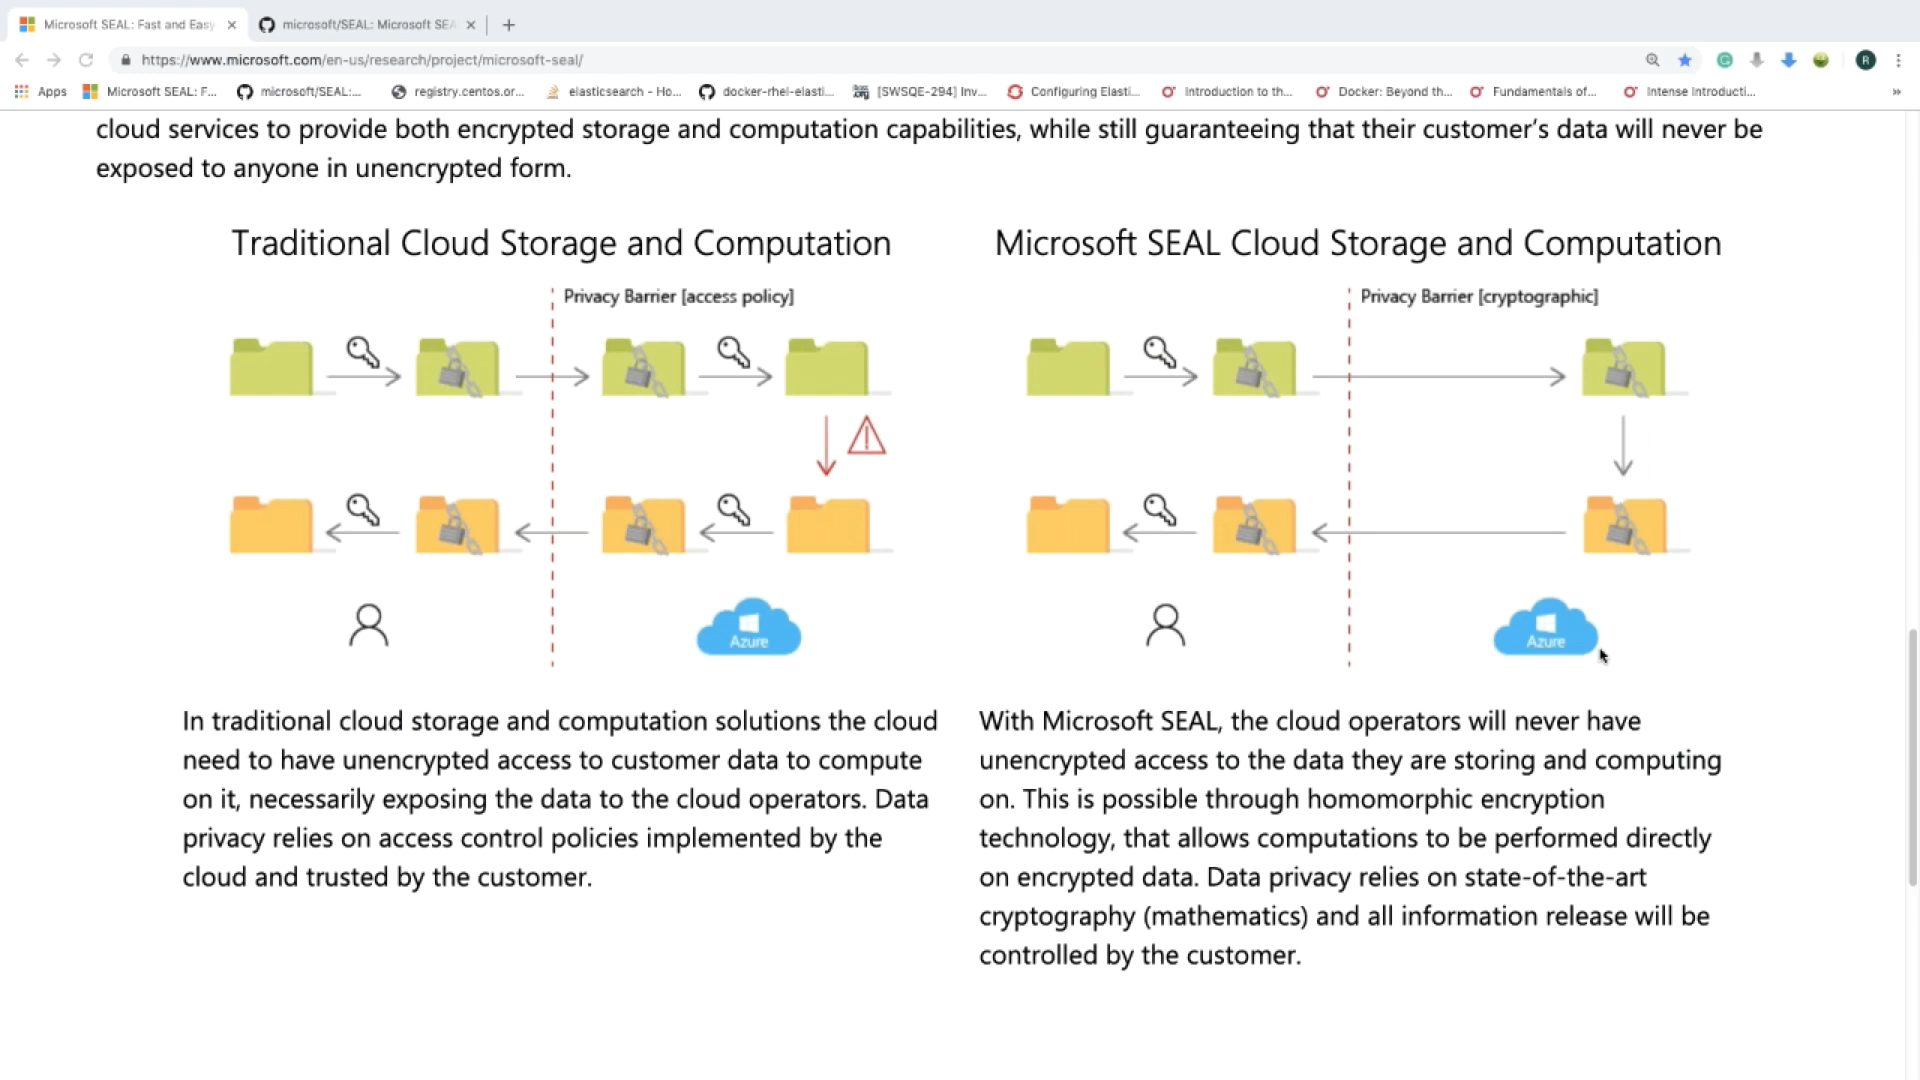 Microsoft SEAL: Fast and Easy
microsoft/SEAL: Microsoft SEA
https://www.microsoft.com/en-us/research/project/microsoft-seal/
R
Apps
Microsoft SEAL: F...
microsoft/SEAL:...
registry.centos.or...
elasticsearch - Ho...
docker-rhel-elasti...
[SWSQE-294] Inv...
Configuring Elasti...
Introduction to th...
Docker: Beyond th...
Fundamentals of...
Intense Introducti...
»
cloud services to provide both encrypted storage and computation capabilities, while still guaranteeing that their customer's data will never be
exposed to anyone in unencrypted form.
Traditional Cloud Storage and Computation
Privacy Barrier [access policy]
Azure
In traditional cloud storage and computation solutions the cloud
need to have unencrypted access to customer data to compute
on it, necessarily exposing the data to the cloud operators. Data
privacy relies on access control policies implemented by the
cloud and trusted by the customer.
Microsoft SEAL Cloud Storage and Computation
Privacy Barrier [cryptographic]
Azure
With Microsoft SEAL, the cloud operators will never have
unencrypted access to the data they are storing and computing
on. This is possible through homomorphic encryption
technology, that allows computations to be performed directly
on encrypted data. Data privacy relies on state-of-the-art
cryptography (mathematics) and all information release will be
controlled by the customer.